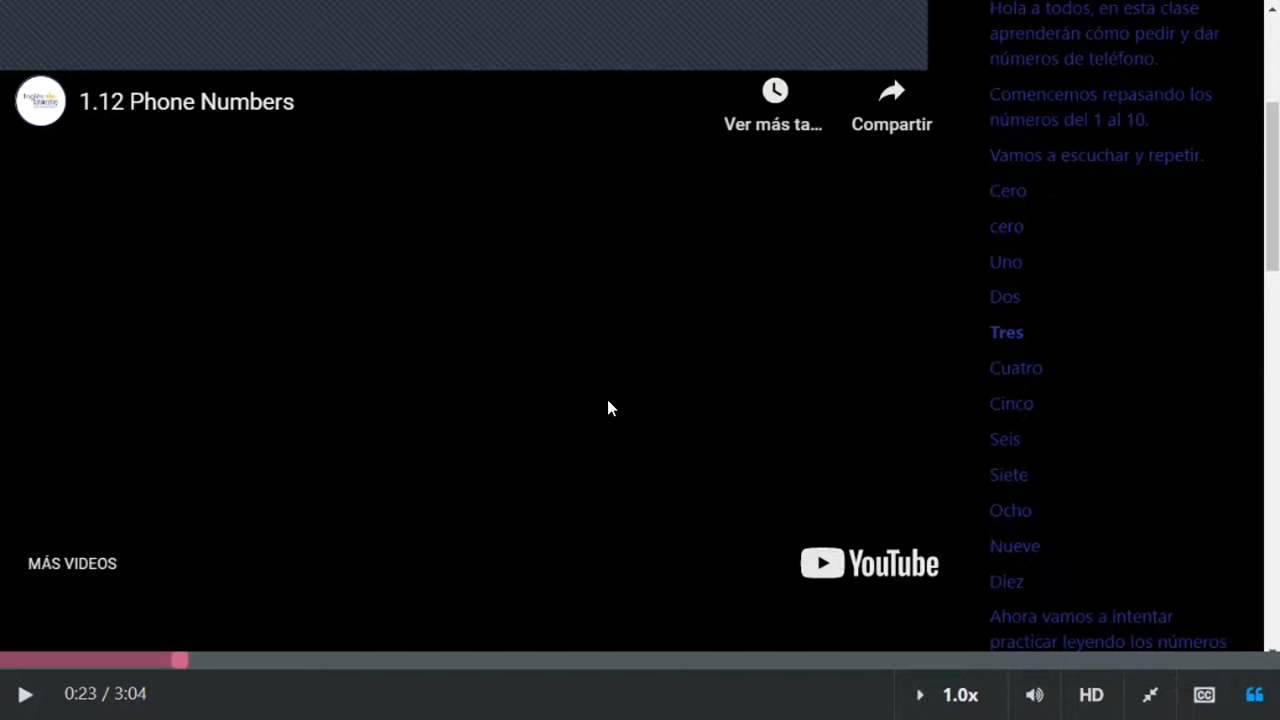 1.12 Phone Numbers
Ver más ta...
Compartir
MÁS VIDEOS
YouTube
Hola a todos, en esta clase
aprenderán cómo pedir y dar
números de teléfono.
Comencemos repasando los
números del 1 al 10.
Vamos a escuchar y repetir.
Cero
cero
Uno
Dos
Tres
Cuatro
Cinco
Seis
Siete
Ocho
Nueve
Diez
Ahora vamos a intentar
practicar leyendo los números
0:23 / 3:04
1.0x
HD
CC